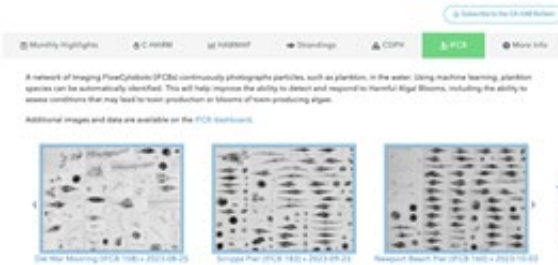 Subscribe to the CA HAB Bulletin
Monthly Highlights C-HARM HABMAP Strandings CDPH IFCB More Info
A network of Imaging FlowCytobots (IFCBs) continuously photographs particles, such as plankton, in the water. Using machine learning, plankton
species can be automatically identified. This will help improve the ability to detect and respond to Harmful Algal Blooms, including the ability to
assess conditions that may lead to toxin production or blooms of toxin-producing algae.
Additional images and data are available on the IFCB dashboard.
Del Mar Mooring (IFCB 158) • 2023-08-25 Scripps Pier (IFCB 183) • 2023-09-23 Newport Beach Pier (IFCB 160) • 2023-10-02